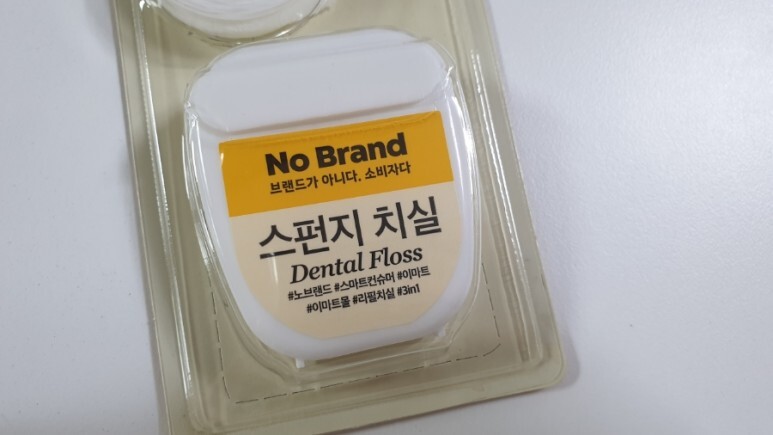 No Brand
브랜드가 아니다. 소비자다
스펀지 치실
Dental Floss
#노브랜드 #스마트컨슈머 #이마트
#이마트몰 #리필치실 #3in1